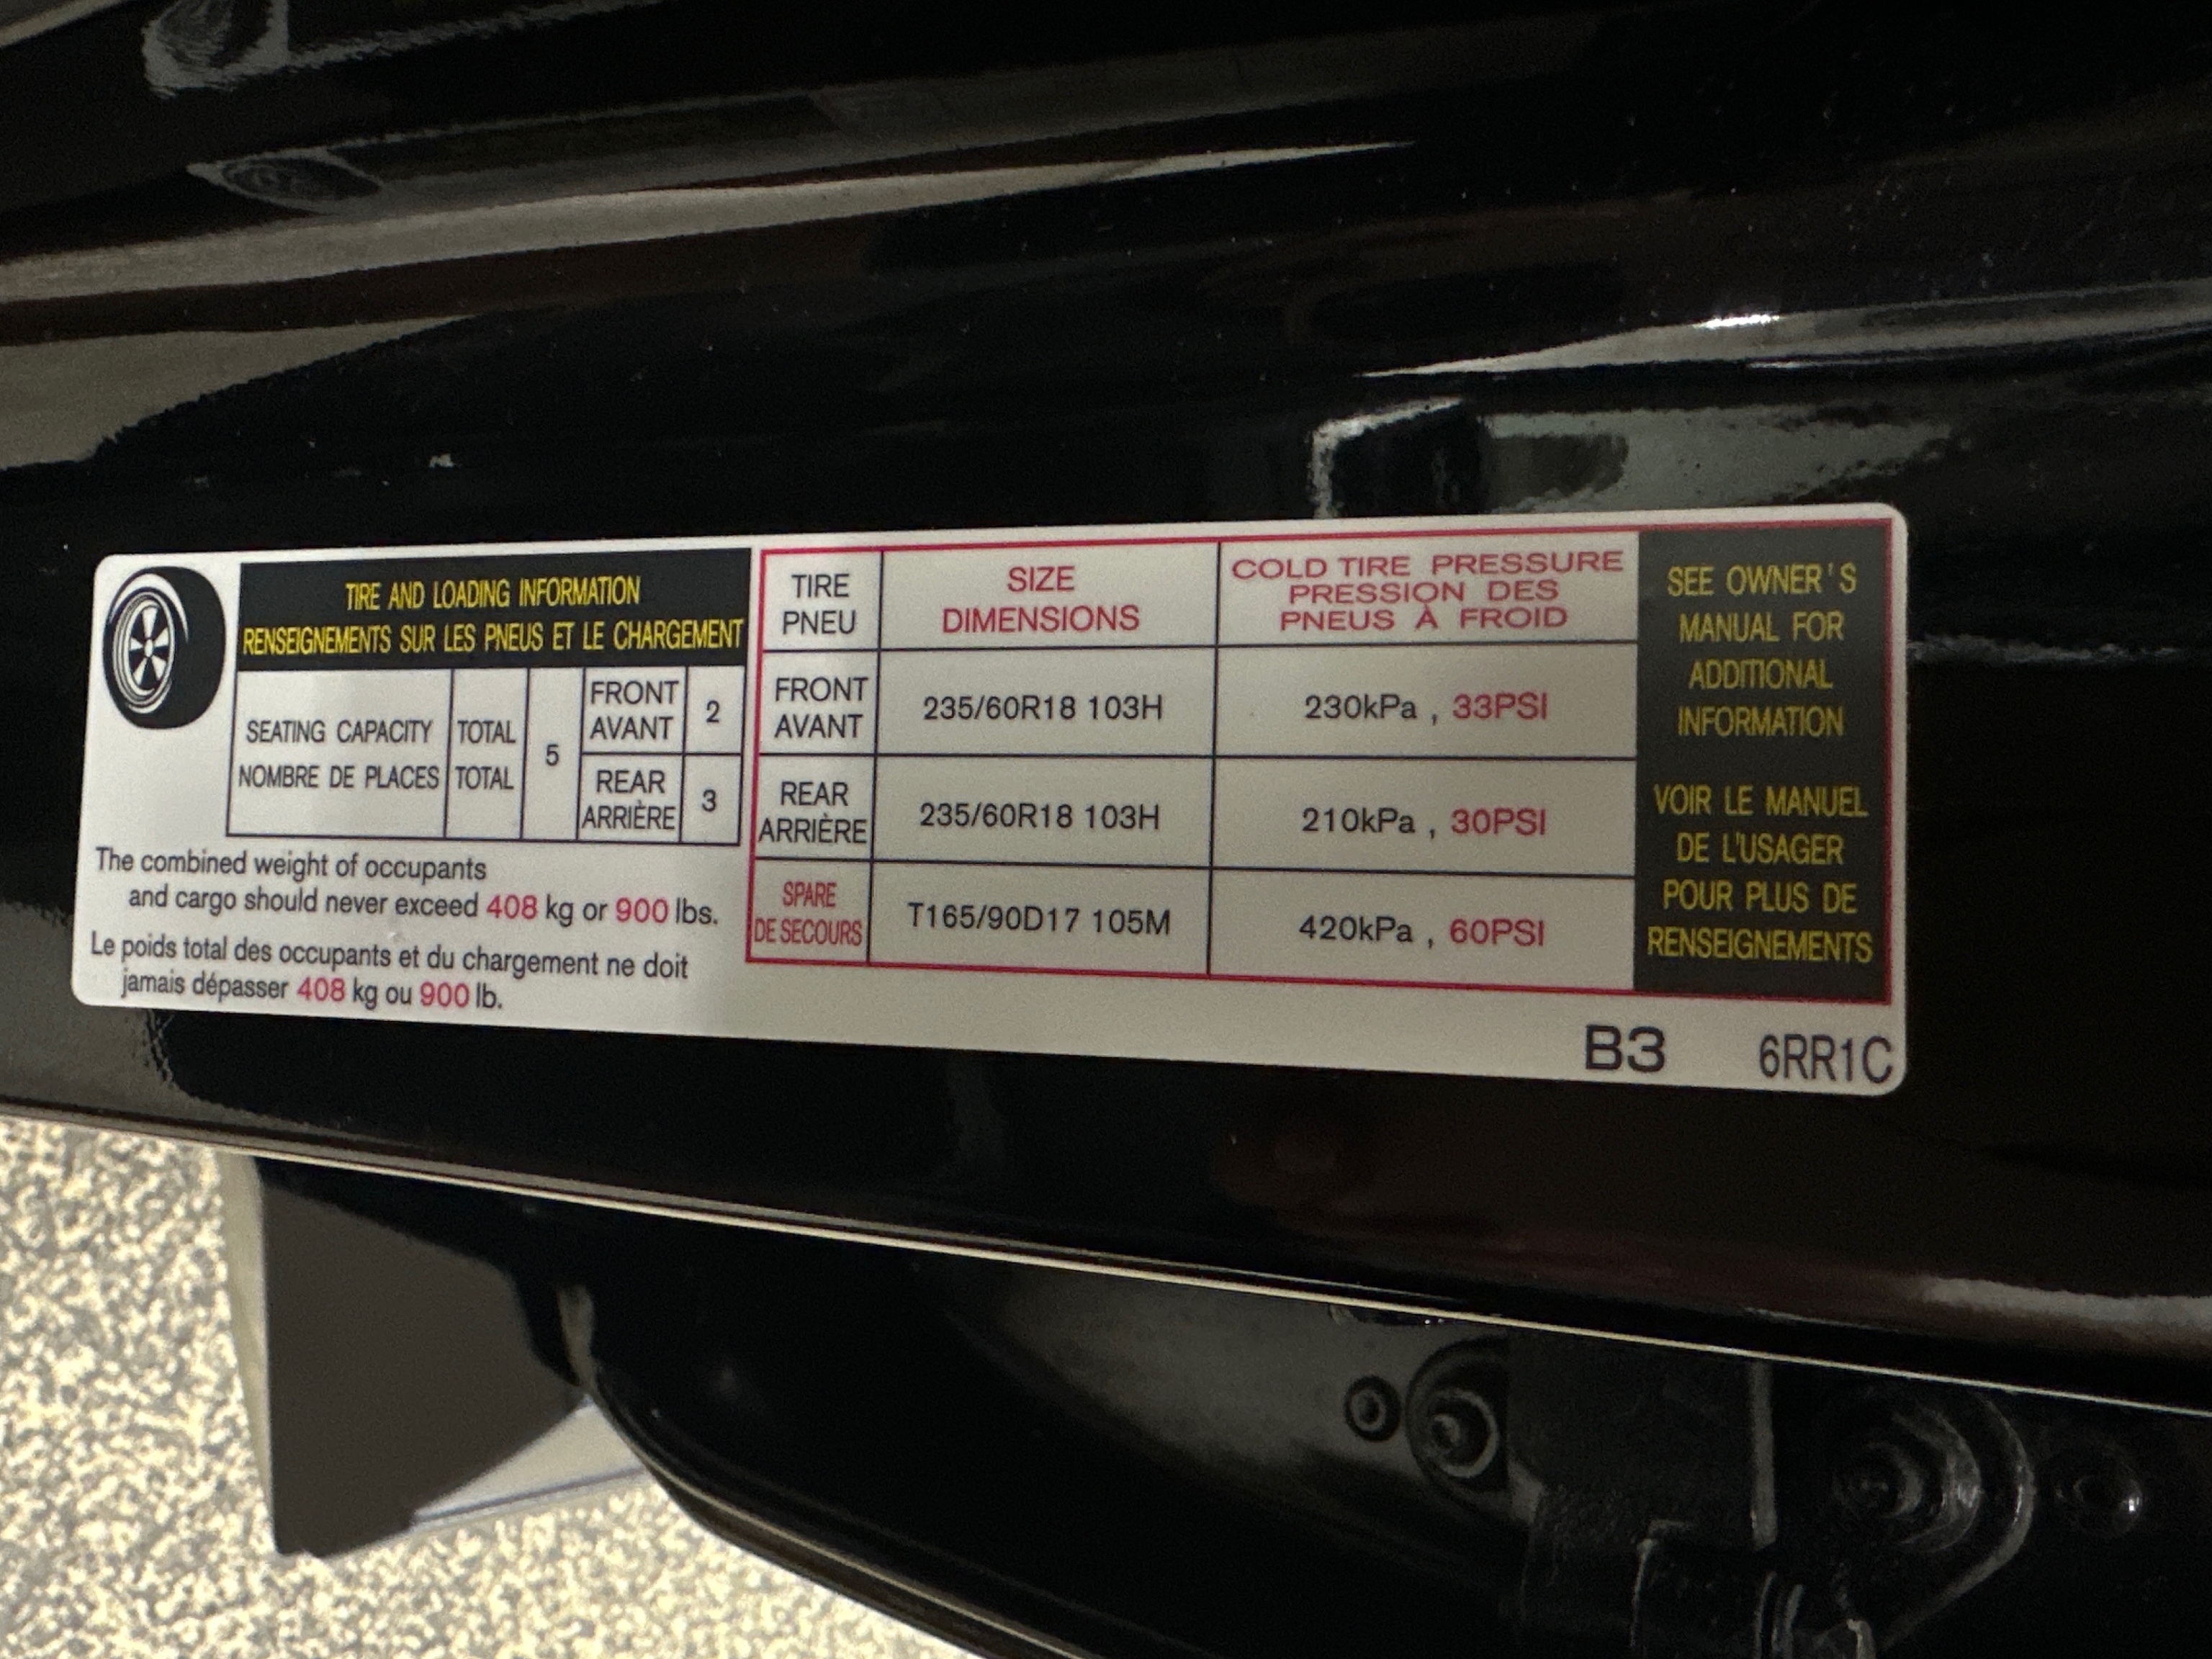 TIRE AND LOADING INFORMATION
RENSEIGNEMENTS SUR LES PNEUS ET LE CHARGEMENT
SEATING CAPACITY TOTAL
NOMBRE DE PLACES TOTAL
5
FRONT
AVANT
2
REAR
ARRIÈRE
3
The combined weight of occupants
and cargo should never exceed 408 kg or 900 lbs.
Le poids total des occupants et du chargement ne doit
jamais dépasser 408 kg ou 900 lb.
TIRE
PNEU
SIZE
DIMENSIONS
COLD TIRE PRESSURE
PRESSION DES
PNEUS À FROID
FRONT
AVANT
235/60R18 103H
230kPa , 33PSI
REAR
ARRIÈRE
235/60R18 103H
210kPa , 30PSI
SPARE
DE SECOURS
T165/90D17 105M
420kPa , 60PSI
SEE OWNER'S
MANUAL FOR
ADDITIONAL
INFORMATION
VOIR LE MANUEL
DE L'USAGER
POUR PLUS DE
RENSEIGNEMENTS
B3 6RR1C